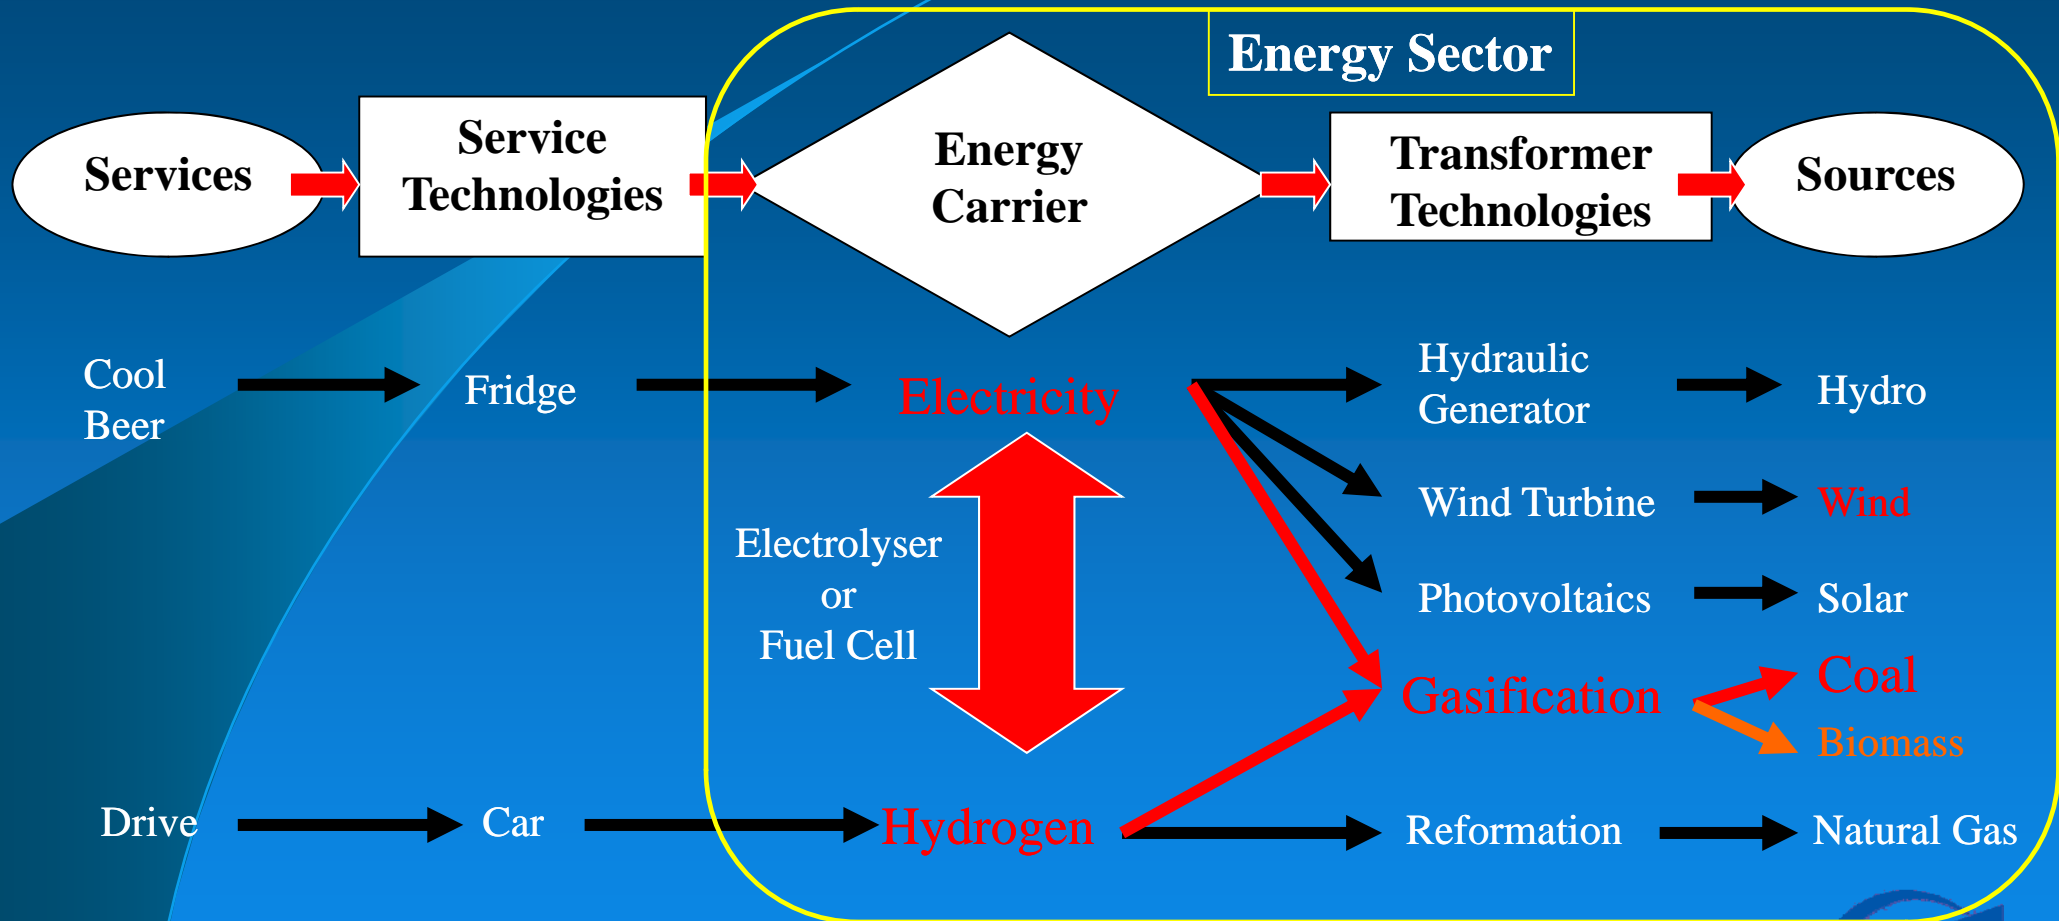 Energy Sector
Services
Service
Technologies
Energy
Carrier
Transformer
Technologies
Sources
Cool
Beer
Fridge
Electricity
Hydraulic
Generator
Hydro
Wind Turbine
Wind
Electrolyser
or
Fuel Cell
Photovoltaics
Solar
Gasification
Coal
Biomass
Drive
Car
Hydrogen
Reformation
Natural Gas